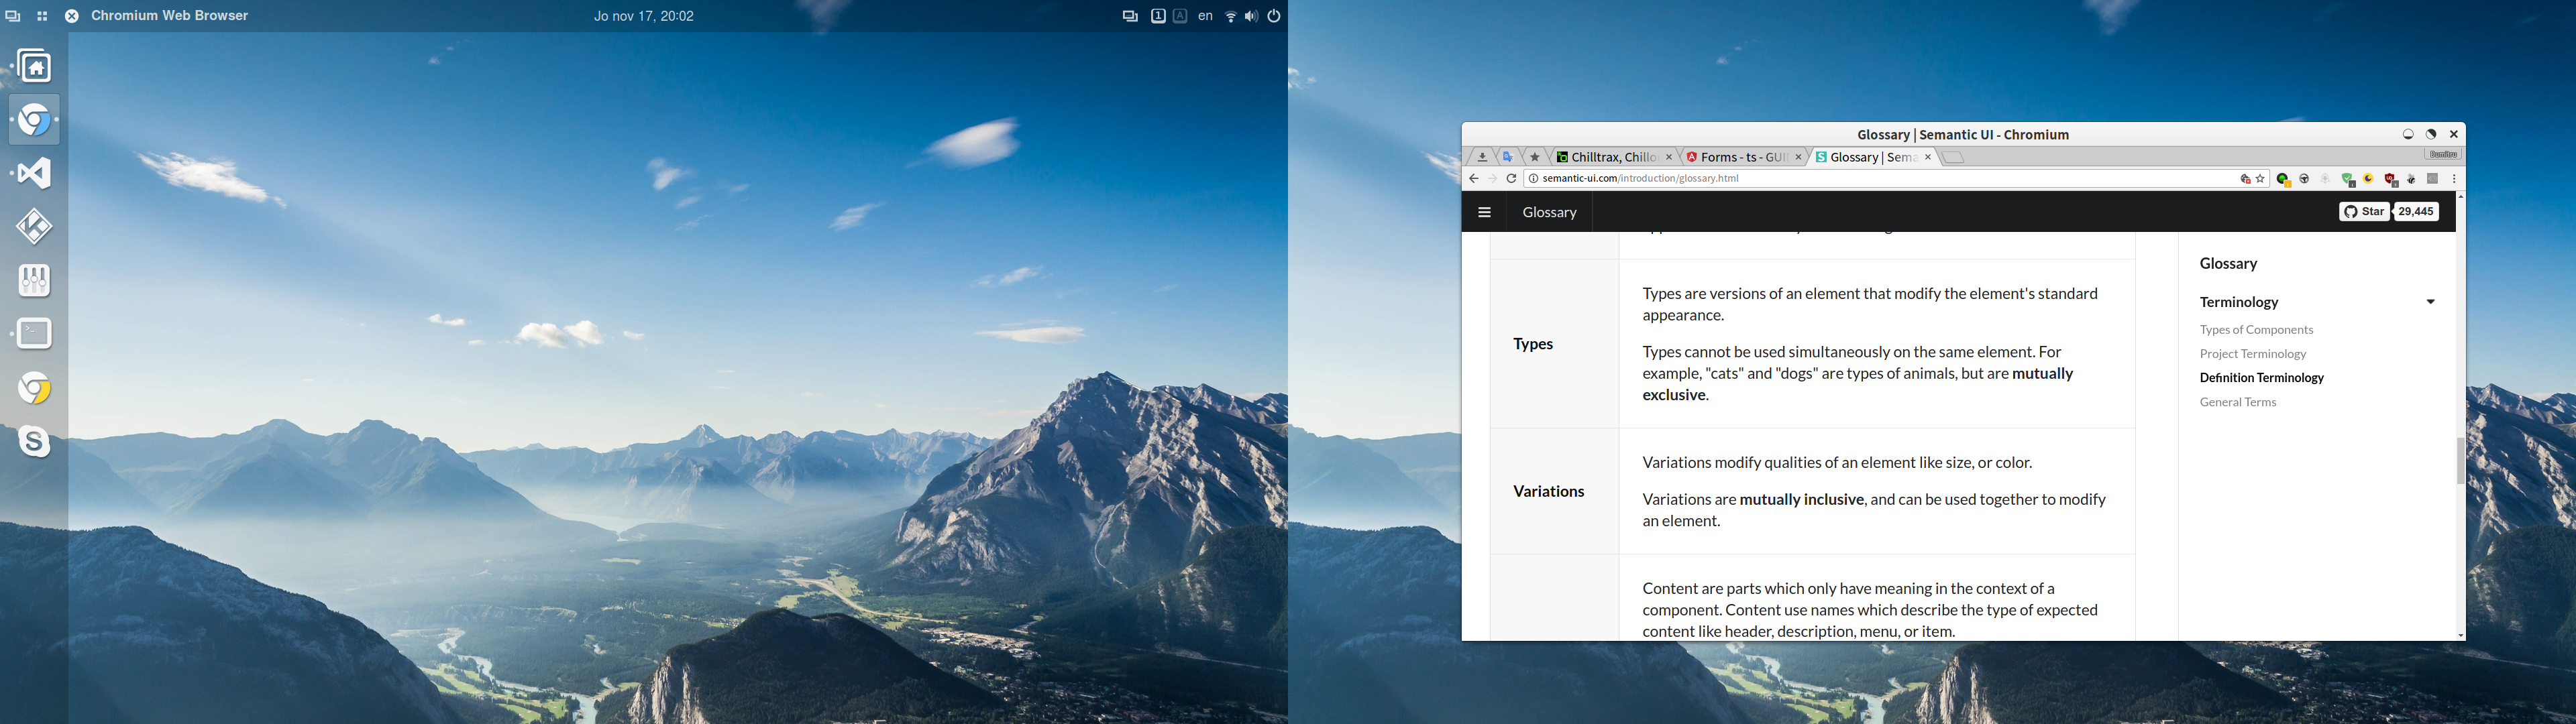 Chromium Web Browser
Jo nov 17, 20:02
1
A
en
Glossary | Semantic UI - Chromium
Chilltrax, Chillo
Forms - ts - GUI
Glossary | Sema
Dumitru
semantic-ui.com/introduction/glossary.html
Glossary
Star
29,445
Types
Types are versions of an element that modify the element's standard
appearance.
Types cannot be used simultaneously on the same element. For
example, "cats" and "dogs" are types of animals, but are mutually
exclusive.
Variations
Variations modify qualities of an element like size, or color.
Variations are mutually inclusive, and can be used together to modify
an element.
Content are parts which only have meaning in the context of a
component. Content use names which describe the type of expected
content like header, description, menu, or item.
Glossary
Terminology
Types of Components
Project Terminology
Definition Terminology
General Terms